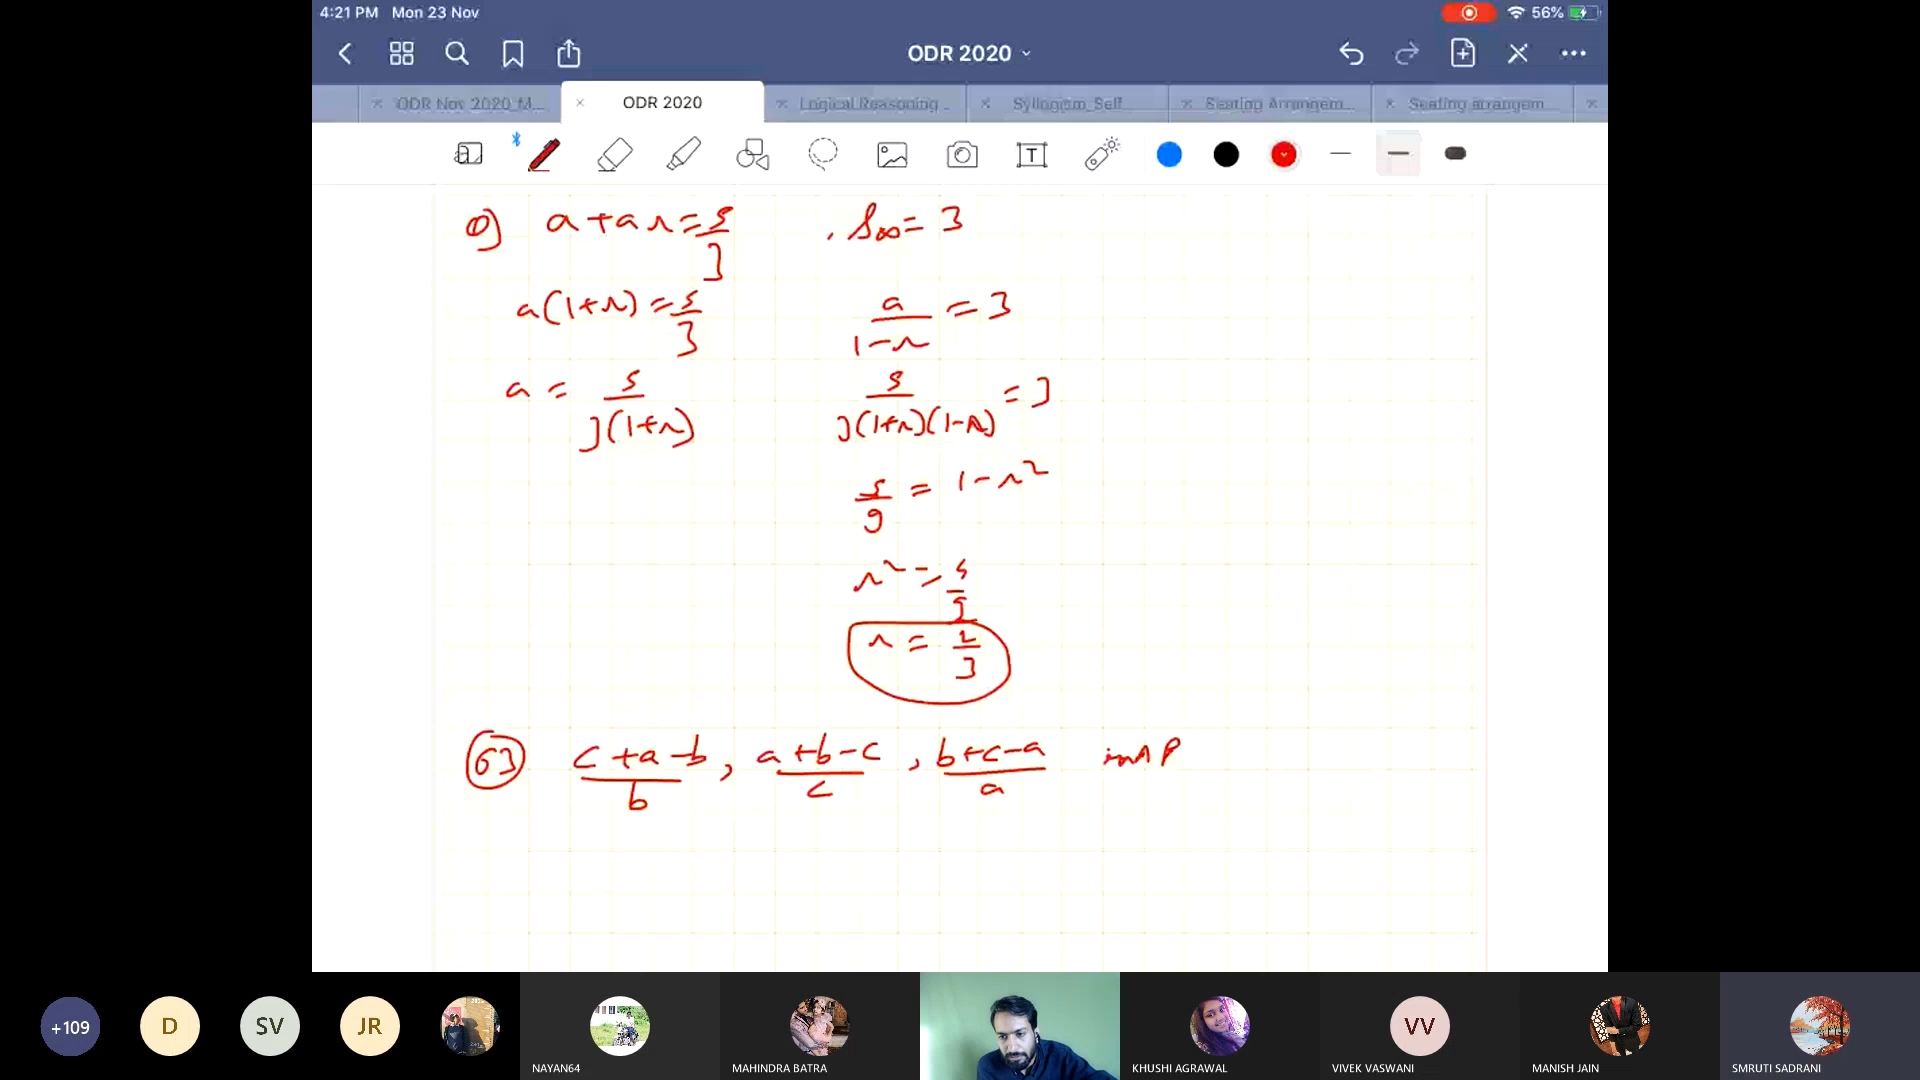 4:21 PM Mon 23 Nov
56%
ODR 2020
ODR Nov 2020_M...
ODR 2020
Logical Reasoning...
Syllogism_Self
Seating Arrangem...
Seating arrangem...
T
a+ar=5/3 , S∞=3
a(1+r)=5/3 a/(1-r)=3
a=5/(3(1+r)) 5/(3(1+r)(1-r))=3
5/9=1-r²
r²=4/9
r=2/3
63 (c+a-b)/b, (a+b-c)/c, (b+c-a)/a in AP
+109
D
SV
JR
NAYAN64
MAHINDRA BATRA
KHUSHI AGRAWAL
VV
VIVEK VASWANI
MANISH JAIN
SMRUTI SADRANI